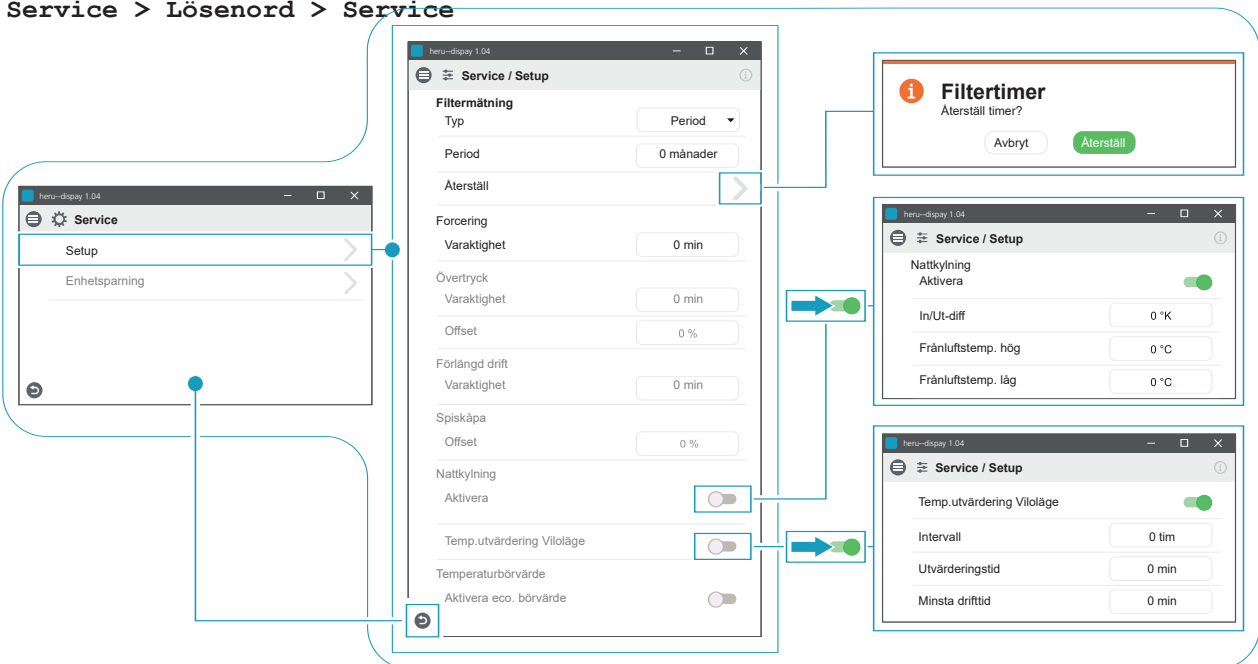 Service > Lösenord > Service
heru--dispay 1.04
Service
Setup
Enhetsparning
heru--dispay 1.04
Service / Setup
Filtermätning
Typ
Period
Period
0 månader
Återställ
Forcering
Varaktighet
0 min
Övertryck
Varaktighet
0 min
Offset
0 %
Förlängd drift
Varaktighet
0 min
Spiskåpa
Offset
0 %
Nattkylning
Aktivera
Temp.utvärdering Viloläge
Temperaturbörvärde
Aktivera eco. börvärde
Filtertimer
Återställ timer?
Avbryt
Återställ
heru--dispay 1.04
Service / Setup
Nattkylning
Aktivera
In/Ut-diff
0 °K
Frånluftstemp. hög
0 °C
Frånluftstemp. låg
0 °C
heru--dispay 1.04
Service / Setup
Temp.utvärdering Viloläge
Intervall
0 tim
Utvärderingstid
0 min
Minsta drifttid
0 min